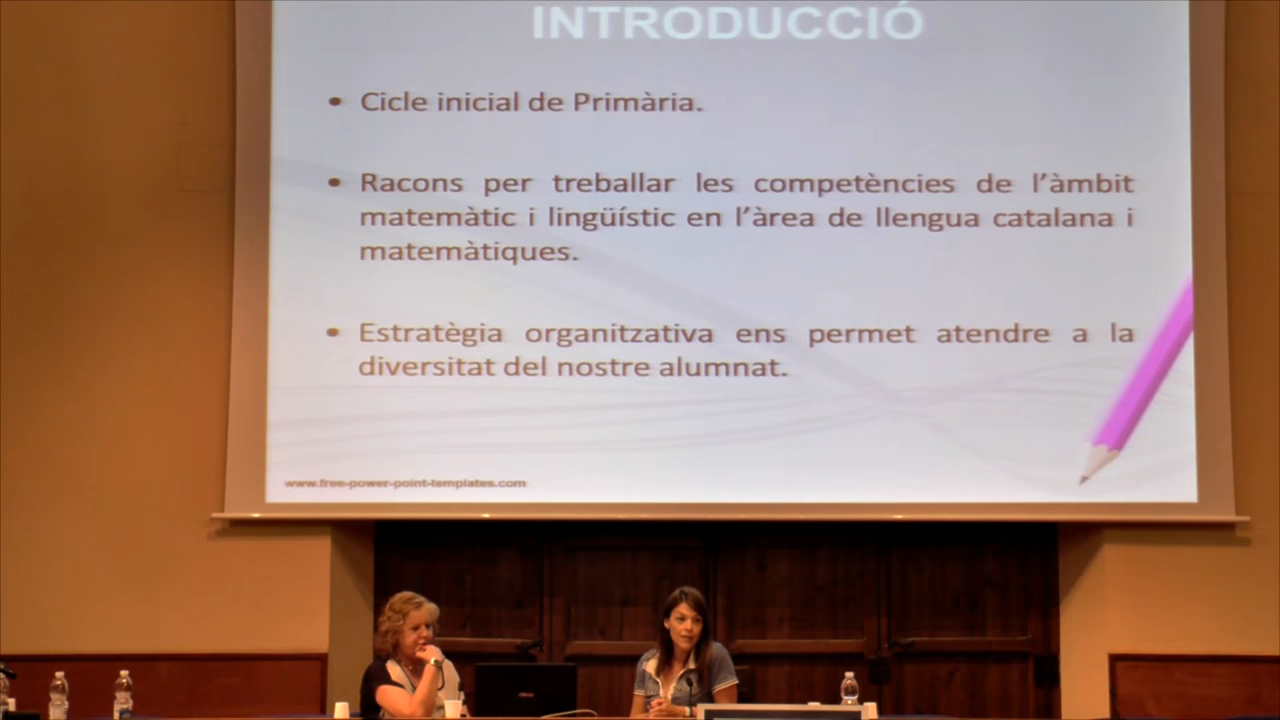 INTRODUCCIÓ
• Cicle inicial de Primària.
• Racons per treballar les competències de l’àmbit
matemàtic i lingüístic en l’àrea de llengua catalana i
matemàtiques.
• Estratègia organitzativa ens permet atendre a la
diversitat del nostre alumnat.
www.free-power-point-templates.com